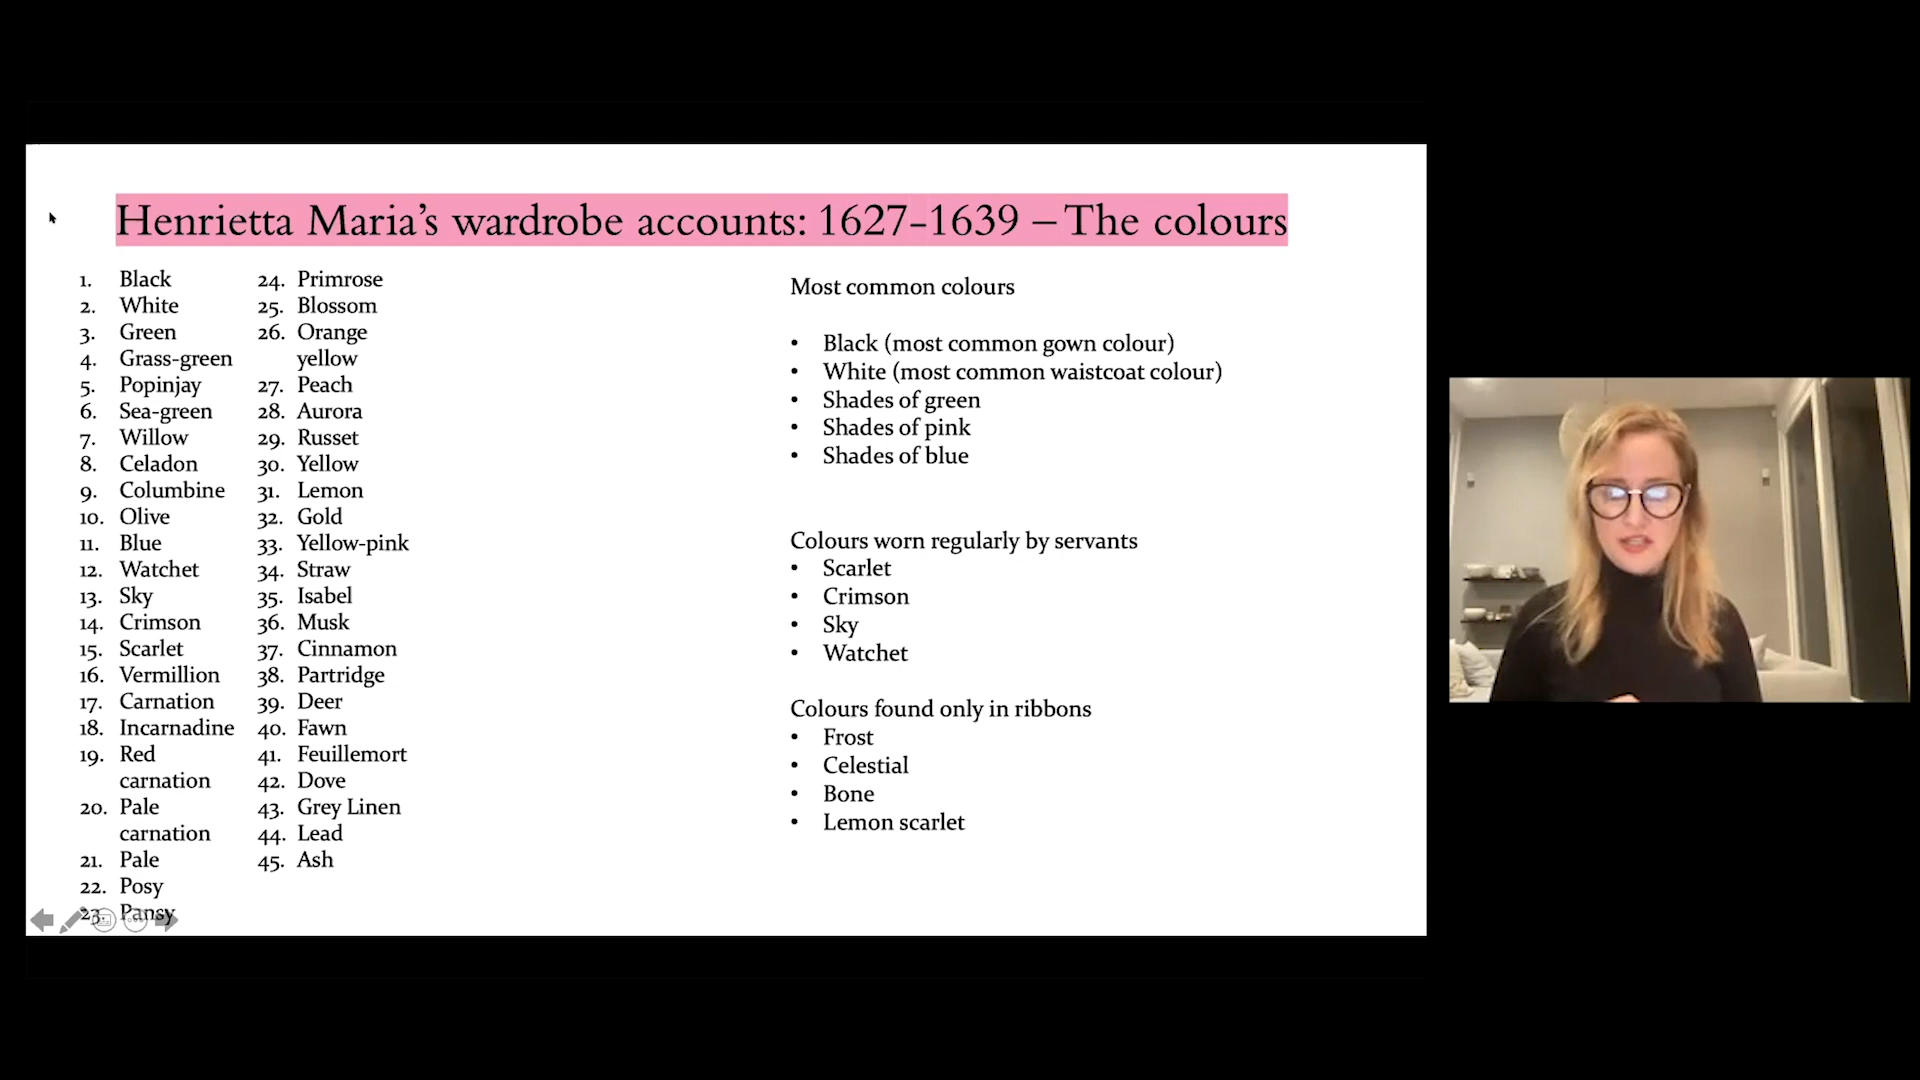 Henrietta Maria’s wardrobe accounts: 1627–1639 – The colours
1. Black
2. White
3. Green
4. Grass-green
5. Popinjay
6. Sea-green
7. Willow
8. Celadon
9. Columbine
10. Olive
11. Blue
12. Watchet
13. Sky
14. Crimson
15. Scarlet
16. Vermillion
17. Carnation
18. Incarnadine
19. Red
carnation
20. Pale
carnation
21. Pale
22. Posy
23. Pansy
24. Primrose
25. Blossom
26. Orange
yellow
27. Peach
28. Aurora
29. Russet
30. Yellow
31. Lemon
32. Gold
33. Yellow-pink
34. Straw
35. Isabel
36. Musk
37. Cinnamon
38. Partridge
39. Deer
40. Fawn
41. Feuillemort
42. Dove
43. Grey Linen
44. Lead
45. Ash
Most common colours
• Black (most common gown colour)
• White (most common waistcoat colour)
• Shades of green
• Shades of pink
• Shades of blue
Colours worn regularly by servants
• Scarlet
• Crimson
• Sky
• Watchet
Colours found only in ribbons
• Frost
• Celestial
• Bone
• Lemon scarlet